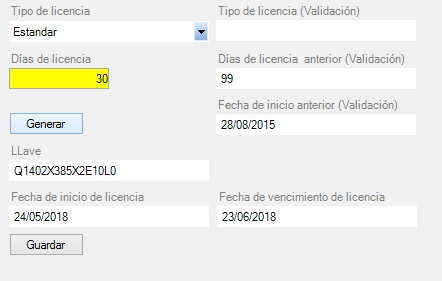 Tipo de licencia
Tipo de licencia (Validación)
Estandar
Días de licencia
Días de licencia anterior (Validación)
30
99
Fecha de inicio anterior (Validación)
Generar
28/08/2015
LLave
Q1402X385X2E10L0
Fecha de inicio de licencia
Fecha de vencimiento de licencia
24/05/2018
23/06/2018
Guardar